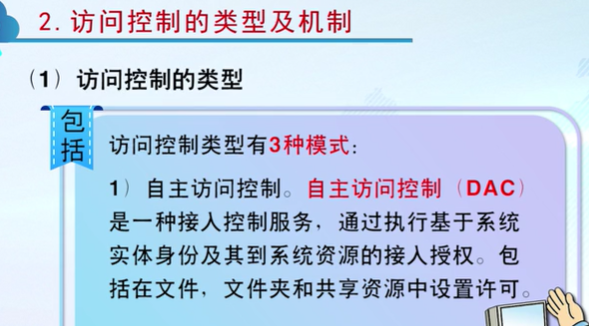 2.访问控制的类型及机制
（1）访问控制的类型
包括
访问控制类型有3种模式：
1）自主访问控制。自主访问控制（DAC）
是一种接入控制服务，通过执行基于系统
实体身份及其到系统资源的接入授权。包
括在文件，文件夹和共享资源中设置许可。